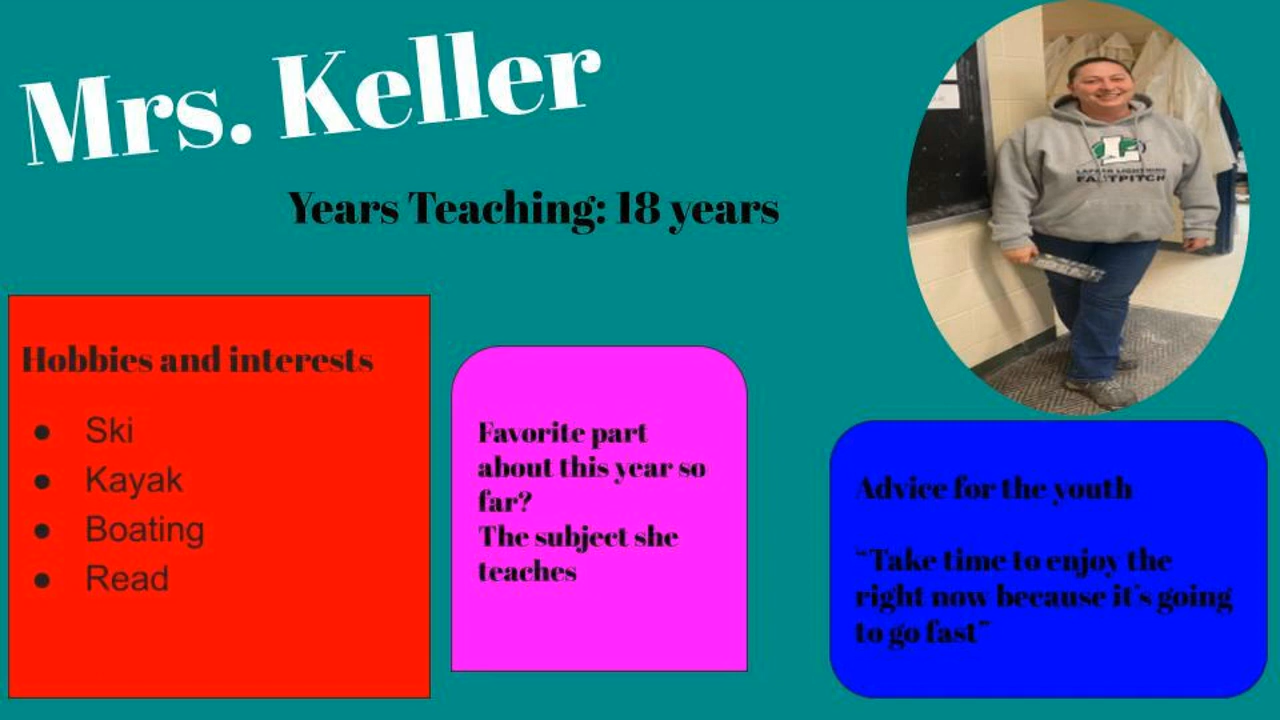 Mrs. Keller
Years Teaching: 18 years
Hobbies and interests
● Ski
● Kayak
● Boating
● Read
Favorite part
about this year so
far?
The subject she
teaches
L
LAPEER LIGHTNING
FASTPITCH
Advice for the youth
“Take time to enjoy the
right now because it’s going
to go fast”